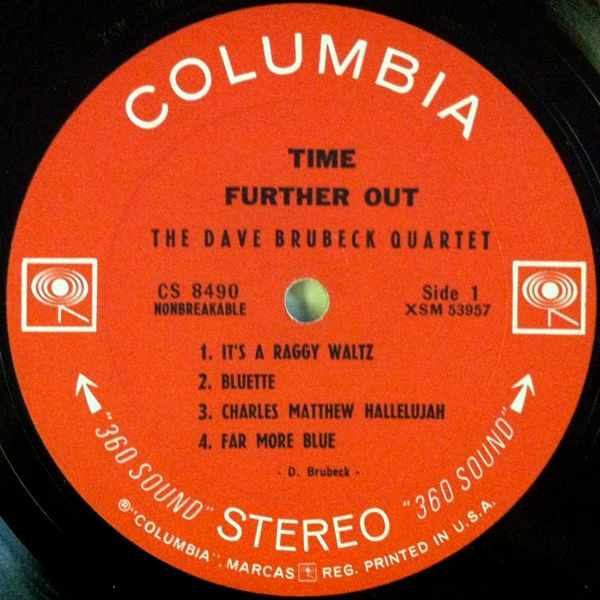 COLUMBIA
TIME
FURTHER OUT
THE DAVE BRUBECK QUARTET
CS 8490
NONBREAKABLE
Side 1
XSM 53957
1. IT'S A RAGGY WALTZ
2. BLUETTE
3. CHARLES MATTHEW HALLELUJAH
4. FAR MORE BLUE
- D. Brubeck -
"360 SOUND" STEREO "360 SOUND"
® "COLUMBIA", MARCAS REG. PRINTED IN U.S.A.